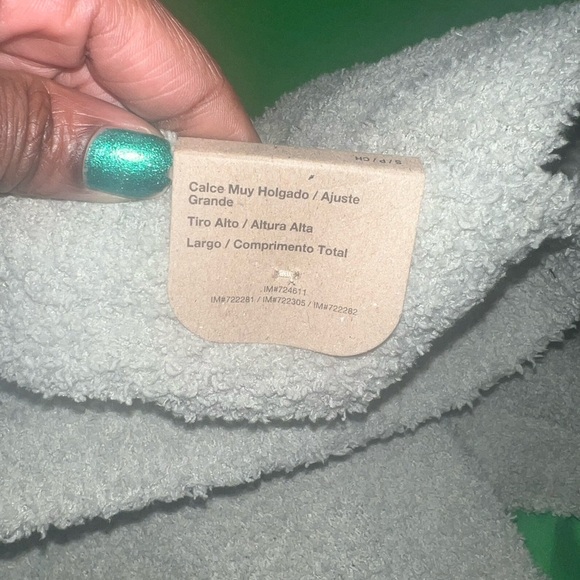 S/P/CH
Calce Muy Holgado / Ajuste
Grande
Tiro Alto / Altura Alta
Largo / Comprimento Total
IM#724611
IM#722281 / IM#722305 / IM#722282